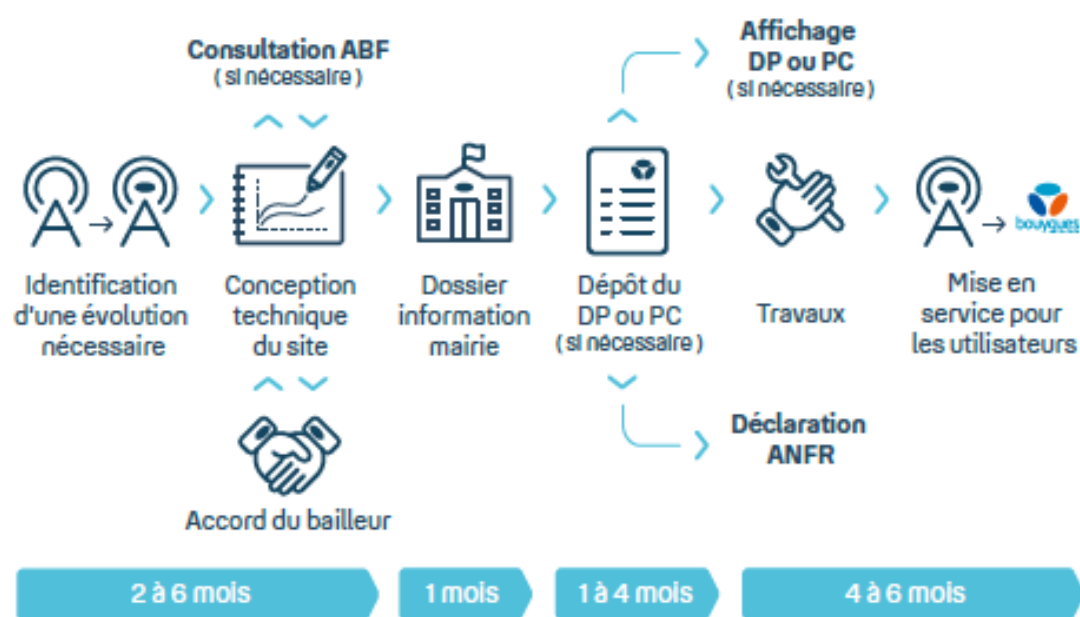 Consultation ABF
( si nécessaire )
Affichage
DP ou PC
( si nécessaire )
Identification
d'une évolution
nécessaire
Conception
technique
du site
Dossier
information
mairie
Dépôt du
DP ou PC
( si nécessaire )
Travaux
bouygues
Mise en
service pour
les utilisateurs
Accord du bailleur
Déclaration
ANFR
2 à 6 mois
1 mois
1 à 4 mois
4 à 6 mois